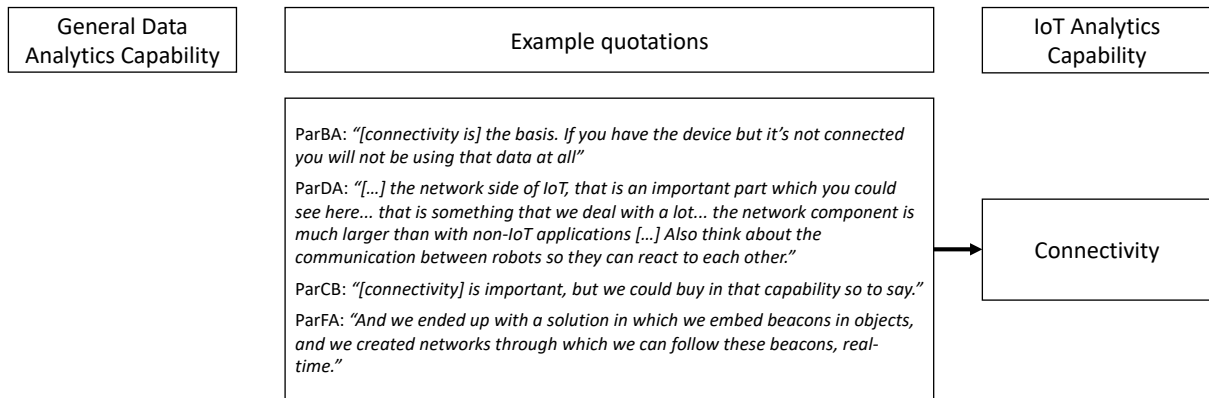 General Data
Analytics Capability
Example quotations
IoT Analytics
Capability
ParBA: “[connectivity is] the basis. If you have the device but it’s not connected
you will not be using that data at all”
ParDA: “[…] the network side of IoT, that is an important part which you could
see here... that is something that we deal with a lot... the network component is
much larger than with non-IoT applications […] Also think about the
communication between robots so they can react to each other.”
ParCB: “[connectivity] is important, but we could buy in that capability so to say.”
ParFA: “And we ended up with a solution in which we embed beacons in objects,
and we created networks through which we can follow these beacons, real-
time.”
Connectivity